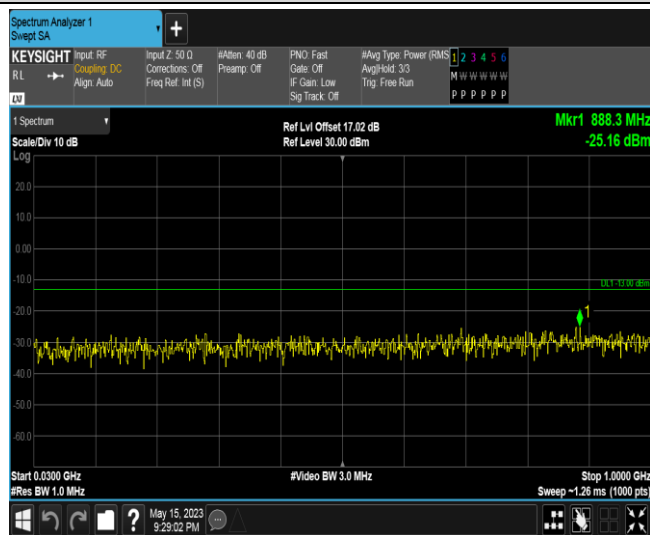 Spectrum Analyzer 1
Swept SA
+
KEYSIGHT
RL
LXI
Input: RF
Coupling: DC
Align: Auto
Input Z: 50 Ω
Corrections: Off
Freq Ref: Int (S)
#Atten: 40 dB
Preamp: Off
PNO: Fast
Gate: Off
IF Gain: Low
Sig Track: Off
#Avg Type: Power (RMS
Avg|Hold: 3/3
Trig: Free Run
1 2 3 4 5 6
M W W W W W
P P P P P P
1 Spectrum
Scale/Div 10 dB
Log
Ref Lvl Offset 17.02 dB
Ref Level 30.00 dBm
Mkr1 888.3 MHz
-25.16 dBm
20.0
10.0
0.00
-10.0
DL1 -13.00 dBm
-20.0
1
-30.0
-40.0
-50.0
-60.0
Start 0.0300 GHz
#Res BW 1.0 MHz
#Video BW 3.0 MHz
Stop 1.0000 GHz
Sweep ~1.26 ms (1000 pts)
?
May 15, 2023
9:29:02 PM